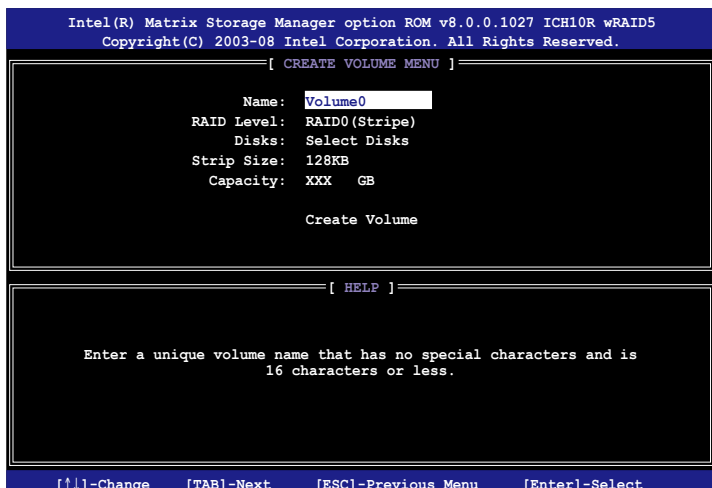 Intel(R) Matrix Storage Manager option ROM v8.0.0.1027 ICH10R wRAID5
Copyright(C) 2003-08 Intel Corporation. All Rights Reserved.
[ CREATE VOLUME MENU ]
Name: Volume0
RAID Level: RAID0(Stripe)
Disks: Select Disks
Strip Size: 128KB
Capacity: XXX GB
Create Volume
[ HELP ]
Enter a unique volume name that has no special characters and is
16 characters or less.
[↑↓]-Change [TAB]-Next [ESC]-Previous Menu [Enter]-Select